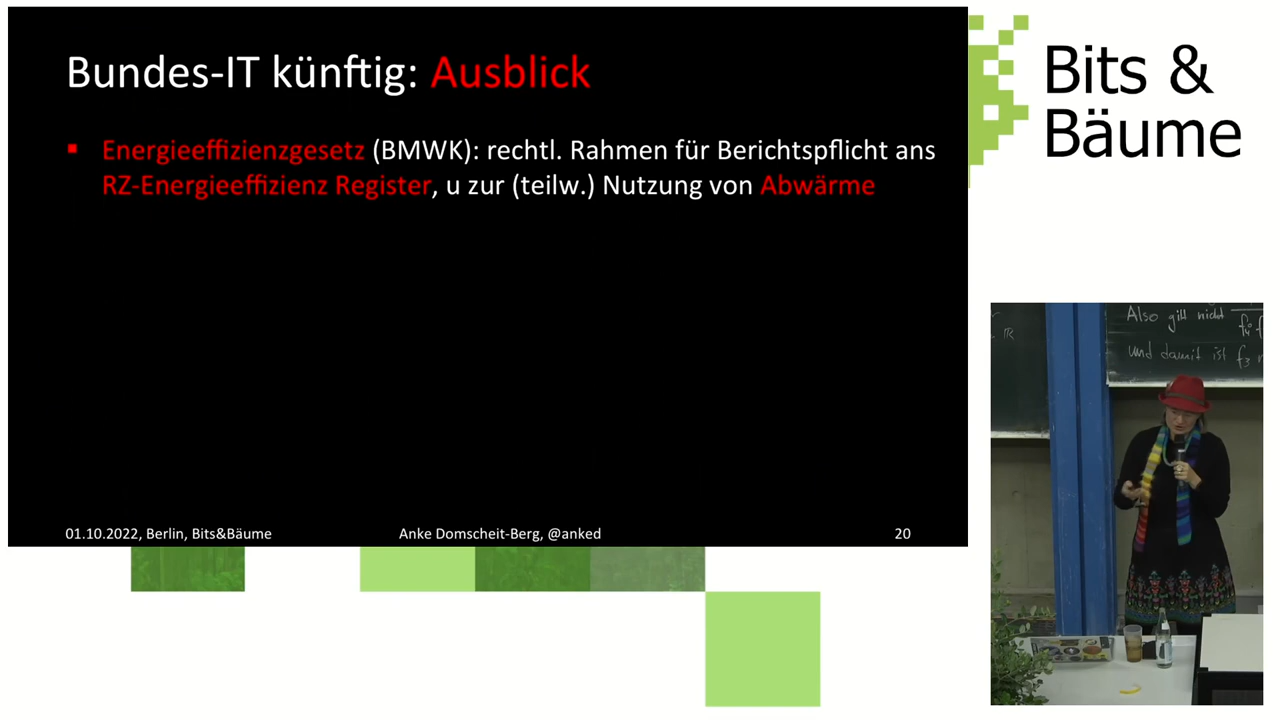 Bundes-IT künftig: Ausblick
Energieeffizienzgesetz (BMWK): rechtl. Rahmen für Berichtspflicht ans
RZ-Energieeffizienz Register, u zur (teilw.) Nutzung von Abwärme
01.10.2022, Berlin, Bits&Bäume
Anke Domscheit-Berg, @anked
20
Bits &
Bäume
Also gilt nicht
und damit ist f3